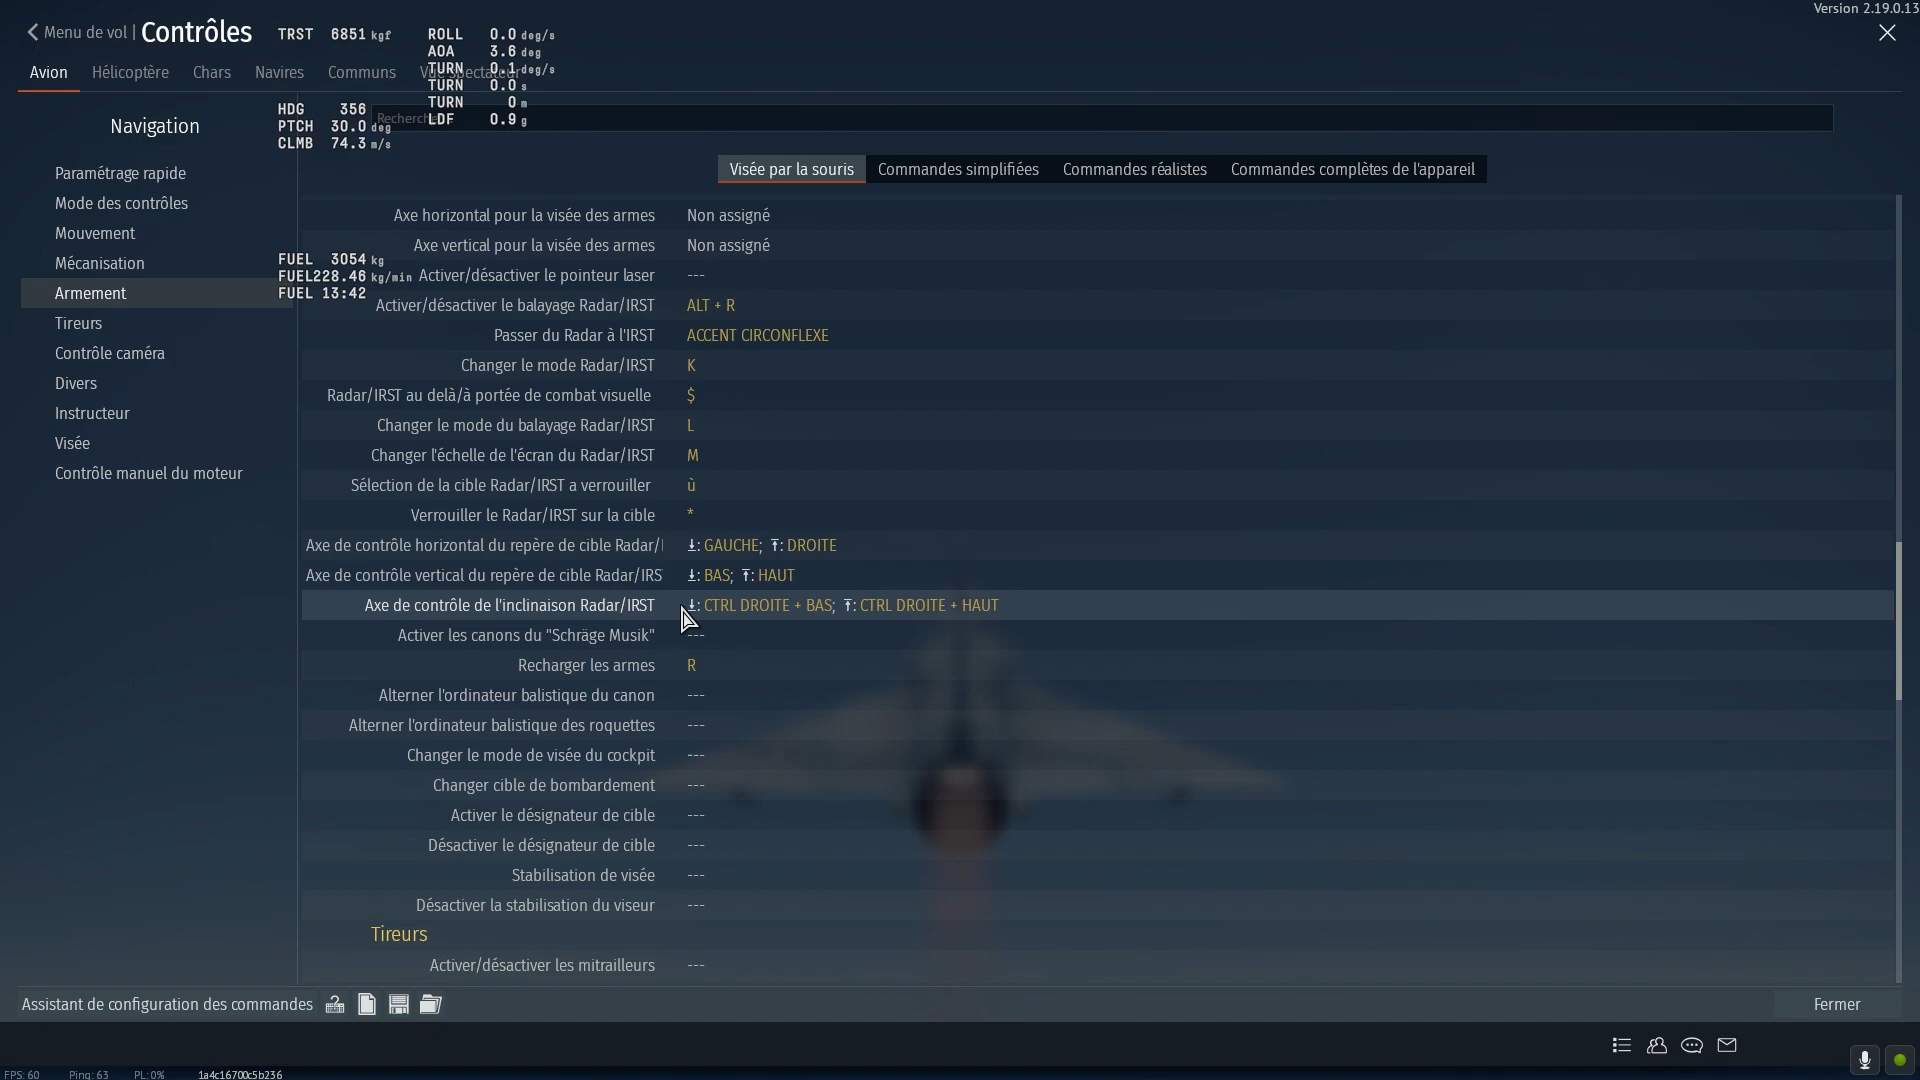 Version 2.19.0.13
Menu de vol | Contrôles
TRST 6851 kgf
ROLL 0.0 deg/s
AOA 3.6 deg
TURN 0.1 deg/s
TURN 0.0 s
TURN 0 m
LDF 0.9 g
Avion Hélicoptère Chars Navires Communs Vue spectateur
HDG 356
PTCH 30.0 deg
CLMB 74.3 m/s
Navigation
Visée par la souris Commandes simplifiées Commandes réalistes Commandes complètes de l'appareil
Paramétrage rapide
Mode des contrôles
Mouvement
Mécanisation
Armement
Tireurs
Contrôle caméra
Divers
Instructeur
Visée
Contrôle manuel du moteur
FUEL 3054 kg
FUEL228.46 kg/min
FUEL 13:42
Axe horizontal pour la visée des armes Non assigné
Axe vertical pour la visée des armes Non assigné
Activer/désactiver le pointeur laser ---
Activer/désactiver le balayage Radar/IRST ALT + R
Passer du Radar à l'IRST ACCENT CIRCONFLEXE
Changer le mode Radar/IRST K
Radar/IRST au delà/à portée de combat visuelle $
Changer le mode du balayage Radar/IRST L
Changer l'échelle de l'écran du Radar/IRST M
Sélection de la cible Radar/IRST a verrouiller ù
Verrouiller le Radar/IRST sur la cible *
Axe de contrôle horizontal du repère de cible Radar/I : GAUCHE; : DROITE
Axe de contrôle vertical du repère de cible Radar/IRS : BAS; : HAUT
Axe de contrôle de l'inclinaison Radar/IRST : CTRL DROITE + BAS; : CTRL DROITE + HAUT
Activer les canons du "Schräge Musik" ---
Recharger les armes R
Alterner l'ordinateur balistique du canon ---
Alterner l'ordinateur balistique des roquettes ---
Changer le mode de visée du cockpit ---
Changer cible de bombardement ---
Activer le désignateur de cible ---
Désactiver le désignateur de cible ---
Stabilisation de visée ---
Désactiver la stabilisation du viseur ---
Tireurs
Activer/désactiver les mitrailleurs ---
Assistant de configuration des commandes
Fermer
FPS: 60 Ping: 63 PL: 0% 1a4c16700c5b236